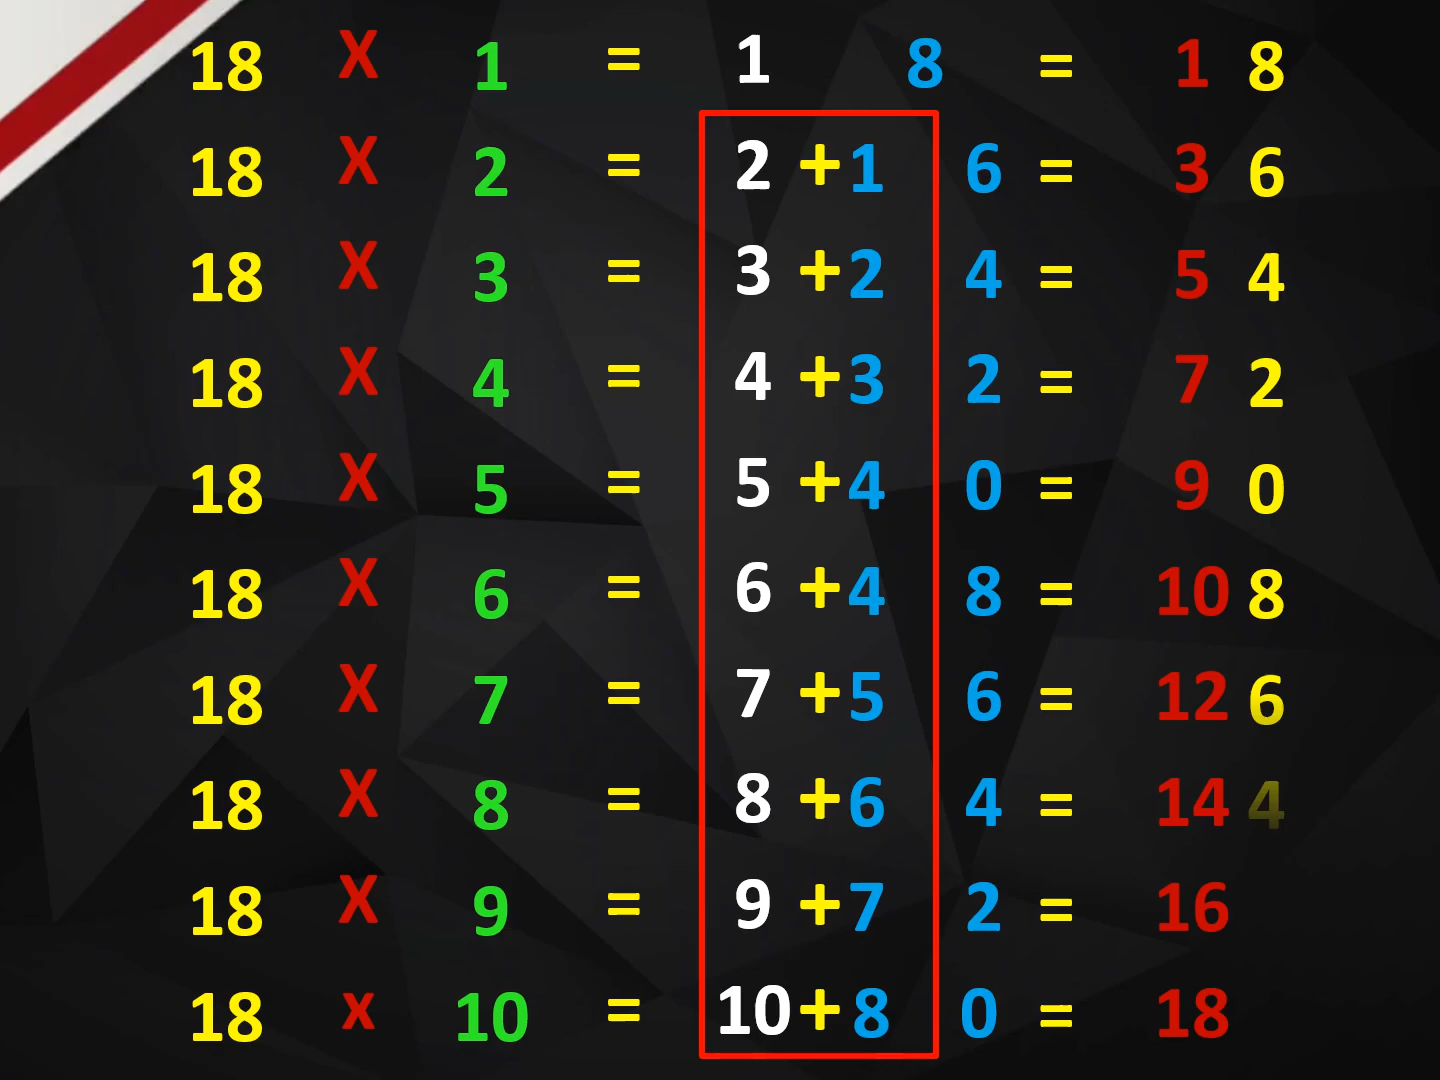 18 X 1 = 1 8 = 1 8
18 X 2 = 2 +1 6 = 3 6
18 X 3 = 3 +2 4 = 5 4
18 X 4 = 4 +3 2 = 7 2
18 X 5 = 5 +4 0 = 9 0
18 X 6 = 6 +4 8 = 10 8
18 X 7 = 7 +5 6 = 12 6
18 X 8 = 8 +6 4 = 14 4
18 X 9 = 9 +7 2 = 16
18 x 10 = 10+8 0 = 18